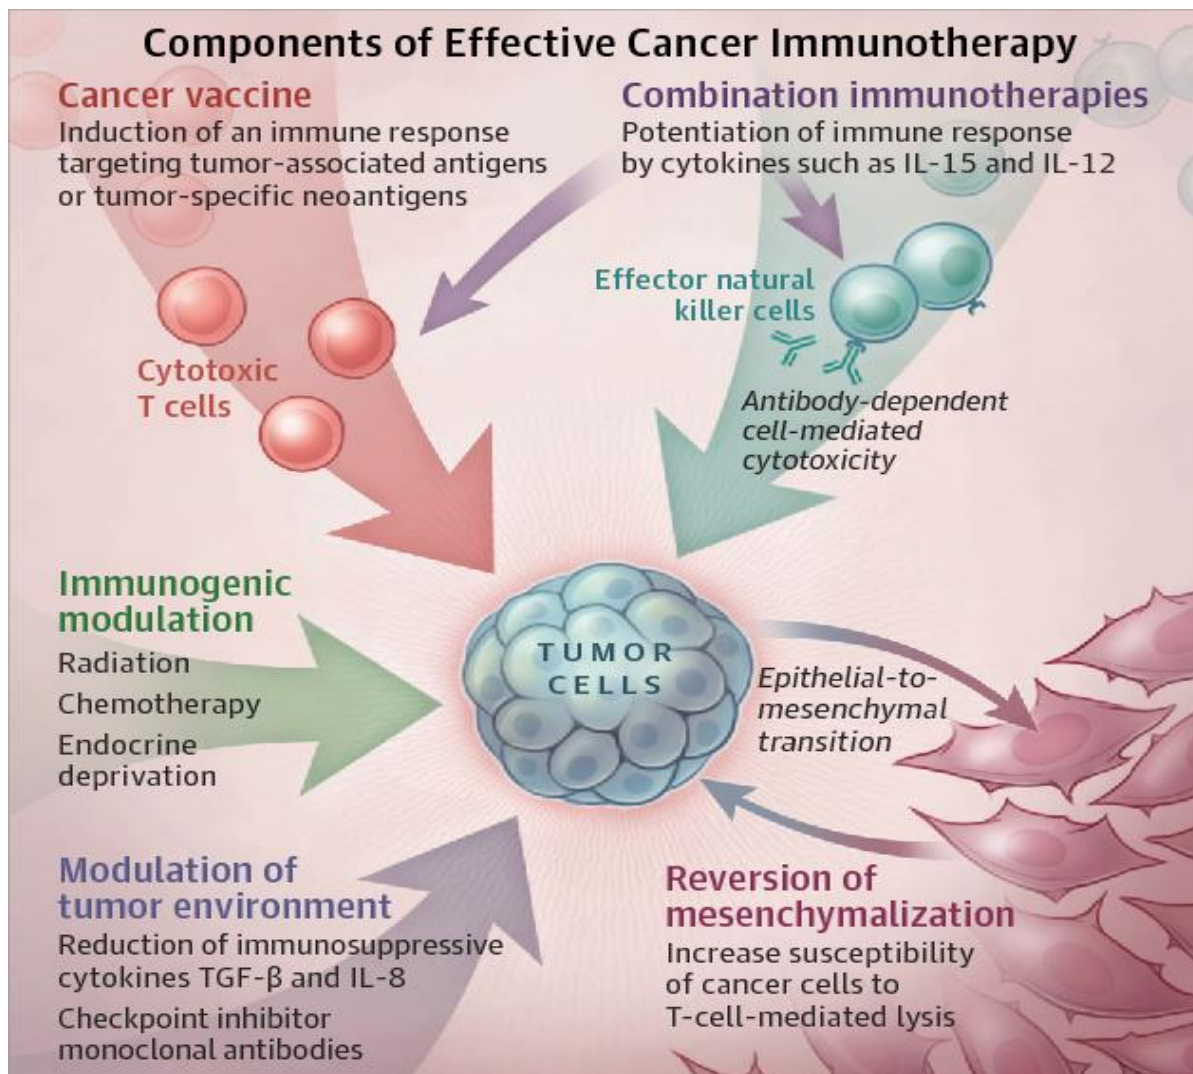 Components of Effective Cancer Immunotherapy
Cancer vaccine
Induction of an immune response
targeting tumor-associated antigens
or tumor-specific neoantigens
Combination immunotherapies
Potentiation of immune response
by cytokines such as IL-15 and IL-12
Effector natural
killer cells
Cytotoxic
T cells
Antibody-dependent
cell-mediated
cytotoxicity
Immunogenic
modulation
Radiation
Chemotherapy
Endocrine
deprivation
TUMOR
CELLS
Epithelial-to-
mesenchymal
transition
Modulation of
tumor environment
Reduction of immunosuppressive
cytokines TGF-β and IL-8
Checkpoint inhibitor
monoclonal antibodies
Reversion of
mesenchymalization
Increase susceptibility
of cancer cells to
T-cell-mediated lysis